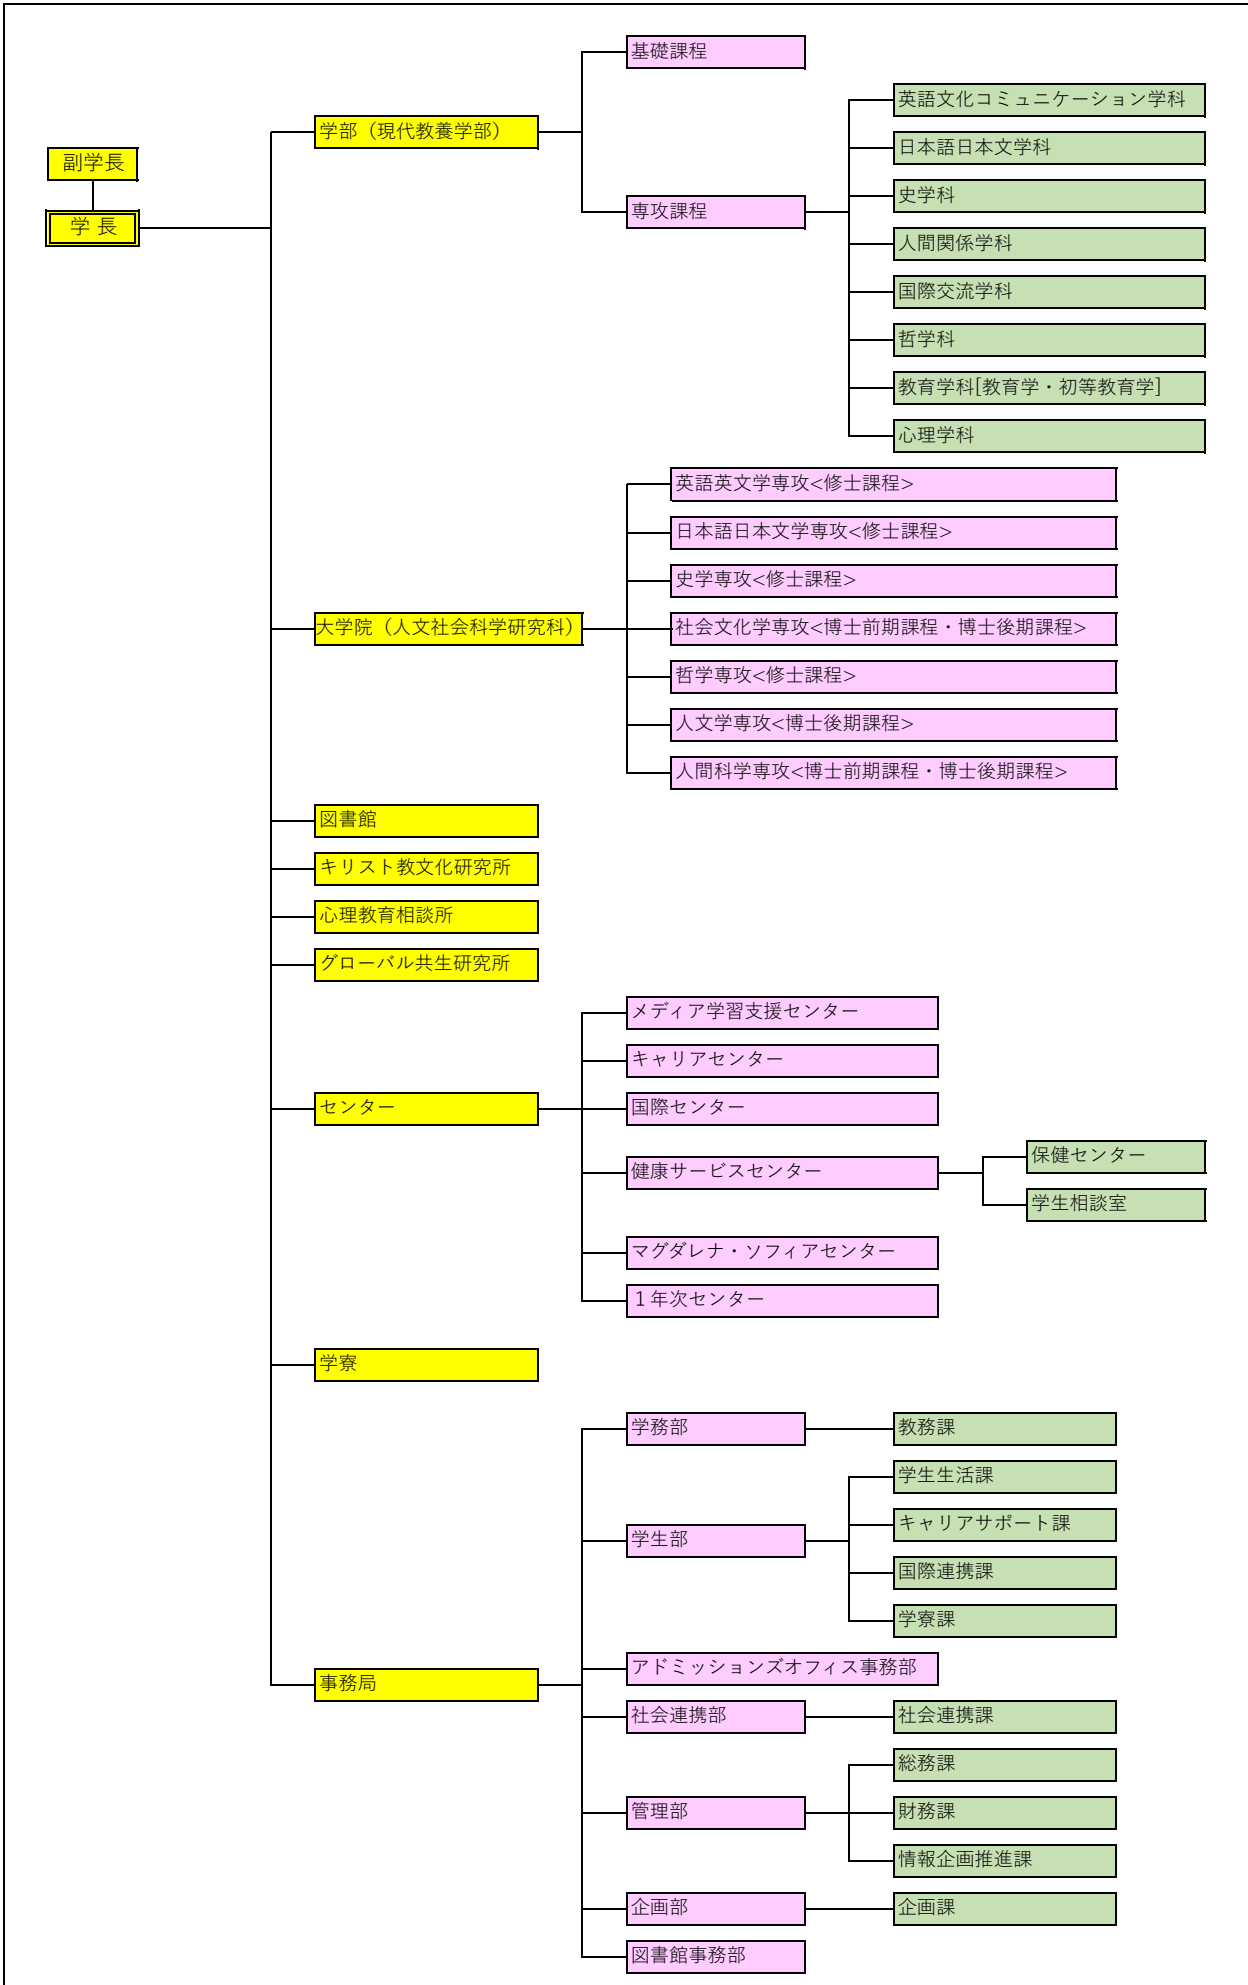 副学長
学 長
学部（現代教養学部）
基礎課程
専攻課程
英語文化コミュニケーション学科
日本語日本文学科
史学科
人間関係学科
国際交流学科
哲学科
教育学科[教育学・初等教育学]
心理学科
大学院（人文社会科学研究科）
英語英文学専攻<修士課程>
日本語日本文学専攻<修士課程>
史学専攻<修士課程>
社会文化学専攻<博士前期課程・博士後期課程>
哲学専攻<修士課程>
人文学専攻<博士後期課程>
人間科学専攻<博士前期課程・博士後期課程>
図書館
キリスト教文化研究所
心理教育相談所
グローバル共生研究所
センター
メディア学習支援センター
キャリアセンター
国際センター
健康サービスセンター
保健センター
学生相談室
マグダレナ・ソフィアセンター
１年次センター
学寮
事務局
学務部
教務課
学生部
学生生活課
キャリアサポート課
国際連携課
学寮課
アドミッションズオフィス事務部
社会連携部
社会連携課
管理部
総務課
財務課
情報企画推進課
企画部
企画課
図書館事務部